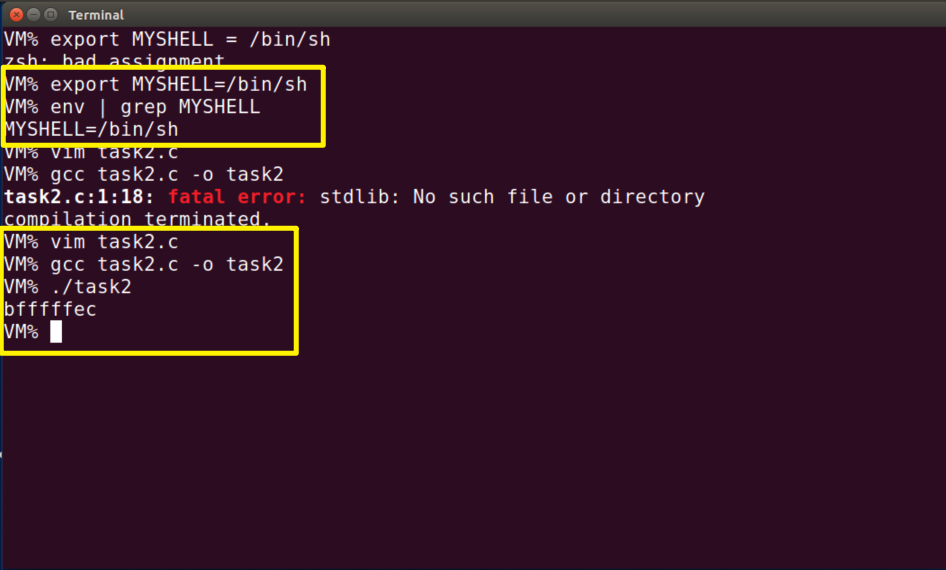 Terminal
VM% export MYSHELL = /bin/sh
zsh: bad assignment
VM% export MYSHELL=/bin/sh
VM% env | grep MYSHELL
MYSHELL=/bin/sh
VM% vim task2.c
VM% gcc task2.c -o task2
task2.c:1:18: fatal error: stdlib: No such file or directory
compilation terminated.
VM% vim task2.c
VM% gcc task2.c -o task2
VM% ./task2
bfffffec
VM%